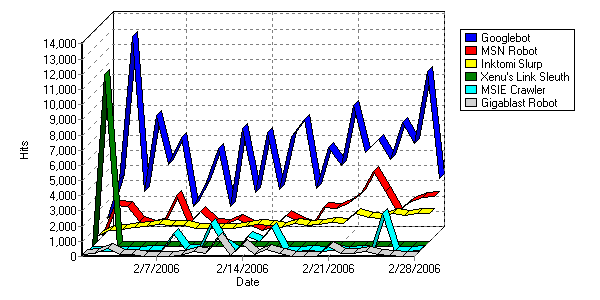 14,000
13,000
12,000
11,000
10,000
9,000
8,000
7,000
6,000
5,000
4,000
3,000
2,000
1,000
0
Hits
2/7/2006
2/14/2006
2/21/2006
2/28/2006
Date
Googlebot
MSN Robot
Inktomi Slurp
Xenu's Link Sleuth
MSIE Crawler
Gigablast Robot